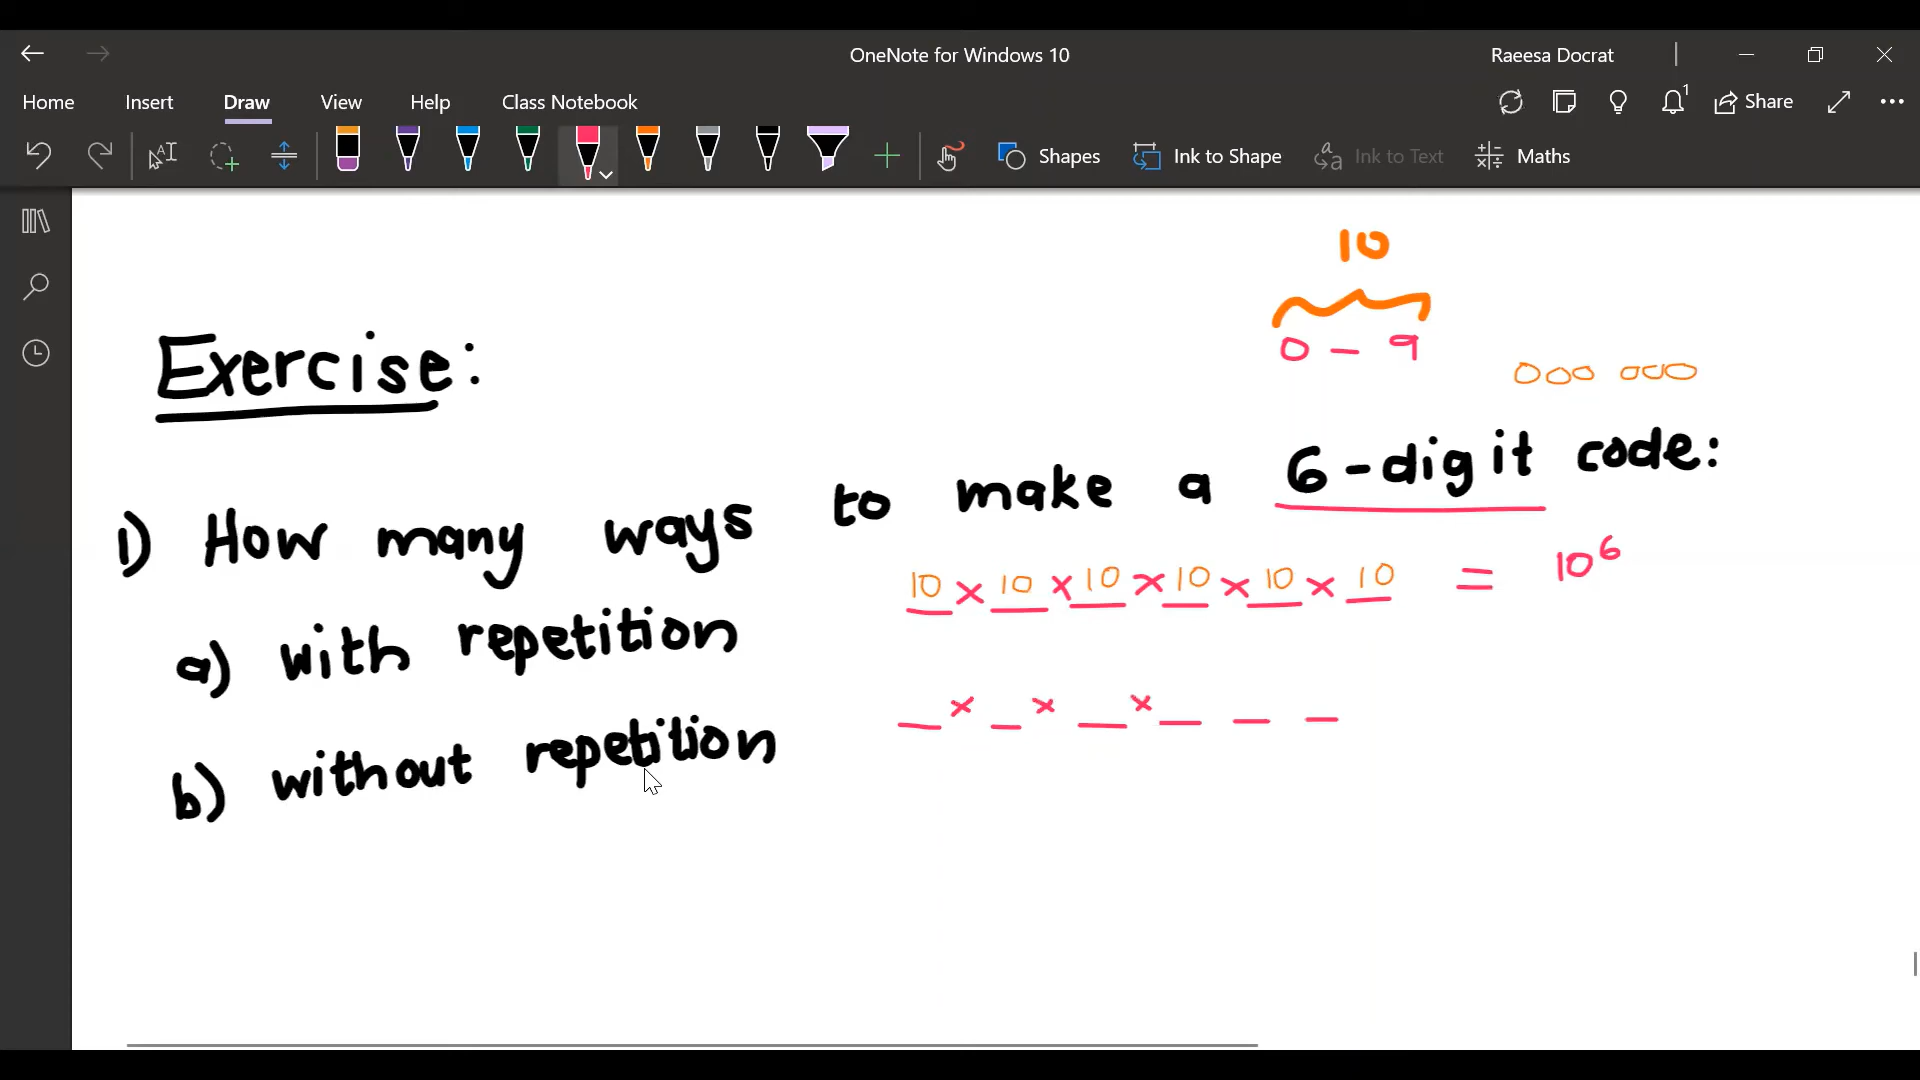 OneNote for Windows 10
Raeesa Docrat
Home Insert Draw View Help Class Notebook
1 Share
Shapes Ink to Shape Ink to Text Maths
10
0 - 9
000 000
Exercise:
1) How many ways to make a 6-digit code:
10 × 10 × 10 × 10 × 10 × 10 = 10⁶
a) with repetition
_ × _ × _ × _ _ _
b) without repetition